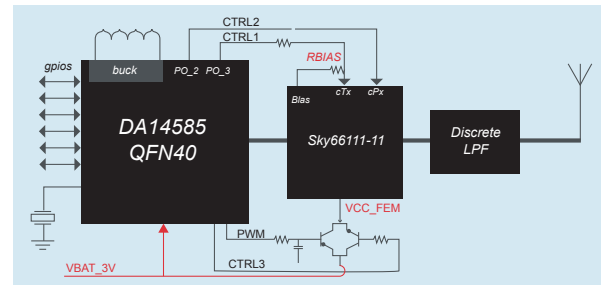 CTRL2
CTRL1
RBIAS
gpios
buck
PO_2
PO_3
Bias
cTx
cPx
DA14585
QFN40
Sky66111-11
Discrete
LPF
VCC_FEM
PWM
VBAT_3V
CTRL3